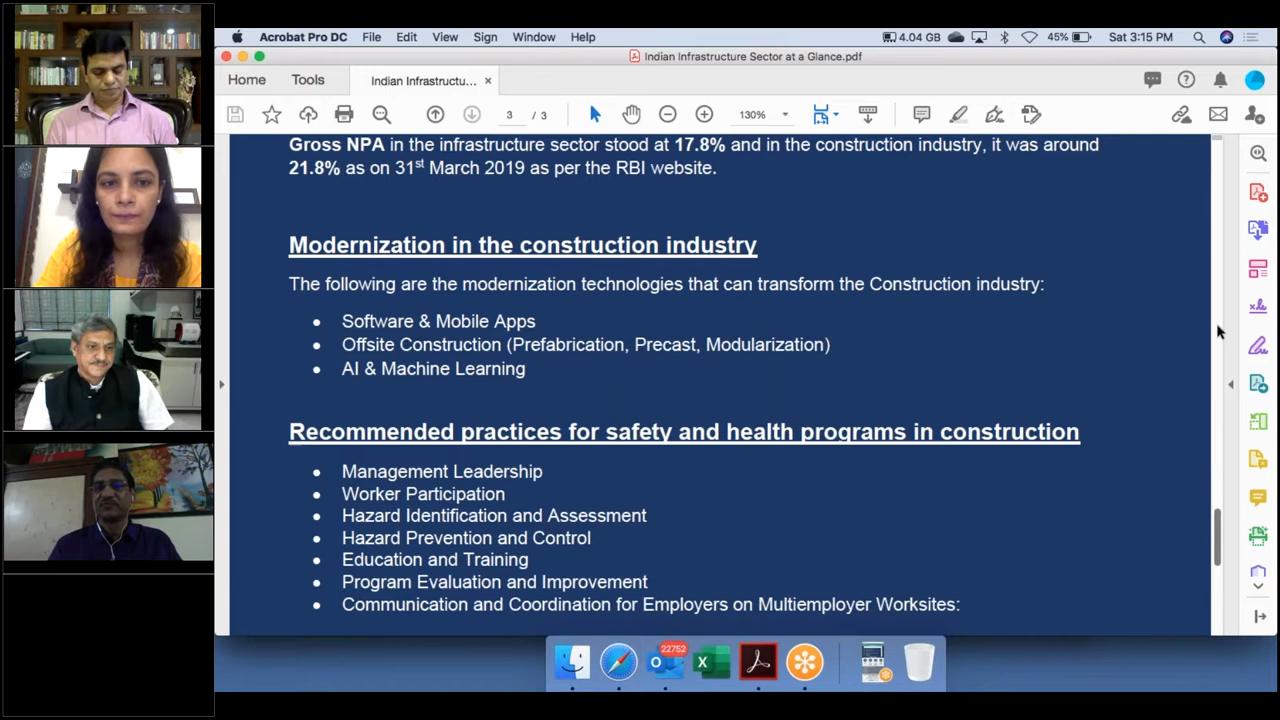 Acrobat Pro DC File Edit View Sign Window Help 4.04 GB 45% Sat 3:15 PM
Indian Infrastructure Sector at a Glance.pdf
Home Tools Indian Infrastructu... ×
3 / 3 130%
Gross NPA in the infrastructure sector stood at 17.8% and in the construction industry, it was around
21.8% as on 31st March 2019 as per the RBI website.
Modernization in the construction industry
The following are the modernization technologies that can transform the Construction industry:
• Software & Mobile Apps
• Offsite Construction (Prefabrication, Precast, Modularization)
• AI & Machine Learning
Recommended practices for safety and health programs in construction
• Management Leadership
• Worker Participation
• Hazard Identification and Assessment
• Hazard Prevention and Control
• Education and Training
• Program Evaluation and Improvement
• Communication and Coordination for Employers on Multiemployer Worksites:
22752